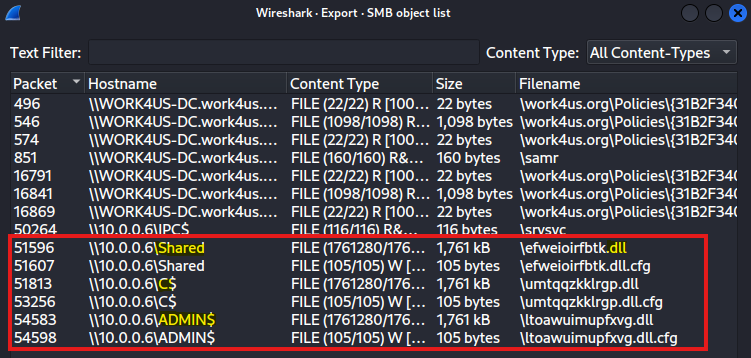 Wireshark · Export · SMB object list
Text Filter: Content Type: All Content-Types
Packet Hostname Content Type Size Filename
496 \\WORK4US-DC.work4us.... FILE (22/22) R [100... 22 bytes \work4us.org\Policies\{31B2F340
546 \\WORK4US-DC.work4us.... FILE (1098/1098) R... 1,098 bytes \work4us.org\Policies\{31B2F340
574 \\WORK4US-DC.work4us.... FILE (22/22) R [100... 22 bytes \work4us.org\Policies\{31B2F340
851 \\WORK4US-DC.work4us.... FILE (160/160) R&... 160 bytes \samr
16791 \\WORK4US-DC.work4us.... FILE (22/22) R [100... 22 bytes \work4us.org\Policies\{31B2F340
16841 \\WORK4US-DC.work4us.... FILE (1098/1098) R... 1,098 bytes \work4us.org\Policies\{31B2F340
16869 \\WORK4US-DC.work4us.... FILE (22/22) R [100... 22 bytes \work4us.org\Policies\{31B2F340
50264 \\10.0.0.6\IPC$ FILE (116/116) R&... 116 bytes \srvsvc
51596 \\10.0.0.6\Shared FILE (1761280/176... 1,761 kB \efweioirfbtk.dll
51607 \\10.0.0.6\Shared FILE (105/105) W [... 105 bytes \efweioirfbtk.dll.cfg
51813 \\10.0.0.6\C$ FILE (1761280/176... 1,761 kB \umtqqzkklrgp.dll
53256 \\10.0.0.6\C$ FILE (105/105) W [... 105 bytes \umtqqzkklrgp.dll.cfg
54583 \\10.0.0.6\ADMIN$ FILE (1761280/176... 1,761 kB \ltoawuimupfxvg.dll
54598 \\10.0.0.6\ADMIN$ FILE (105/105) W [... 105 bytes \ltoawuimupfxvg.dll.cfg